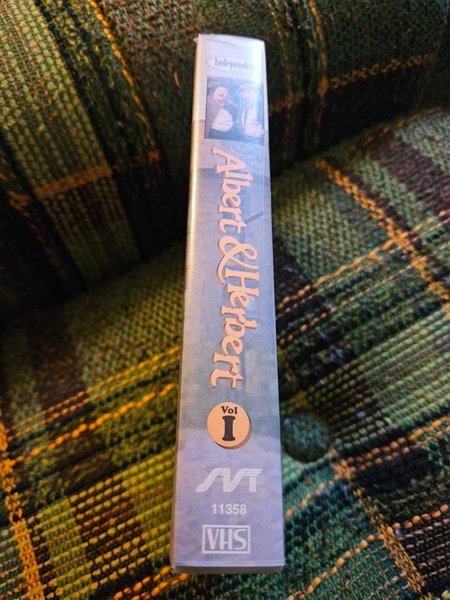 Independent
Albert & Herbert
Vol
I
SVT
11358
VHS